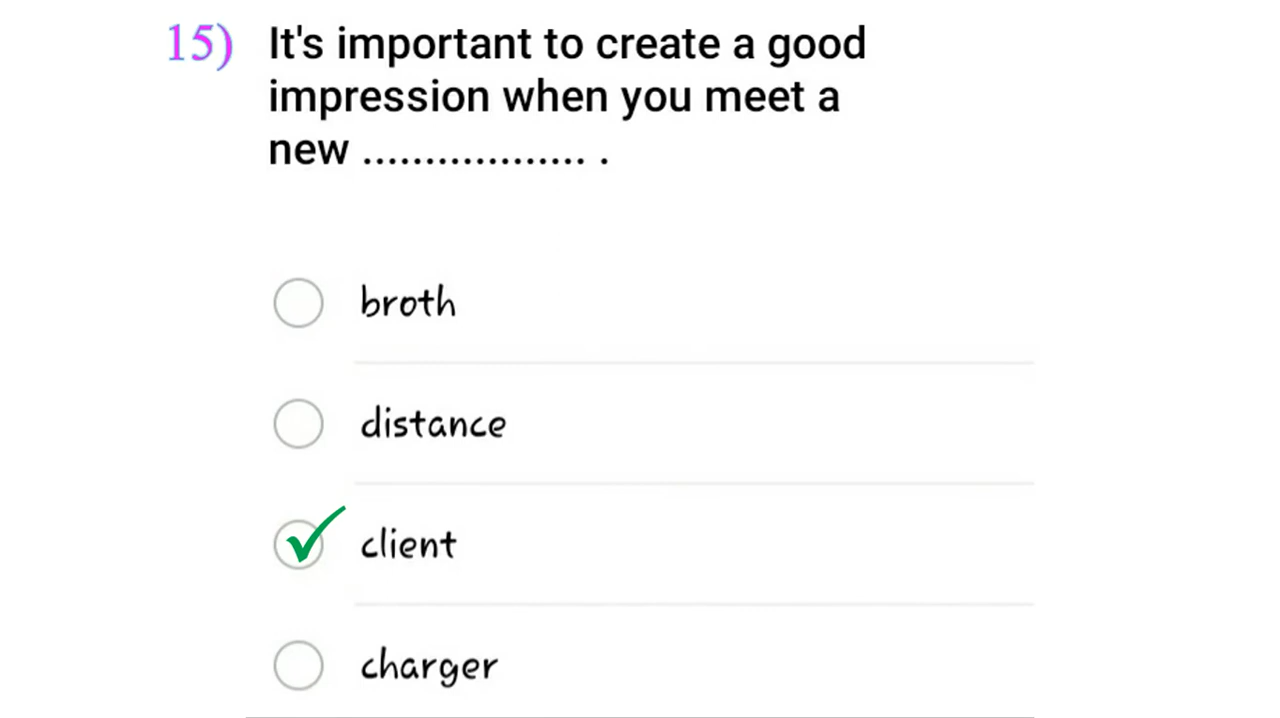 15) It's important to create a good
impression when you meet a
new .................. .
broth
distance
client
charger